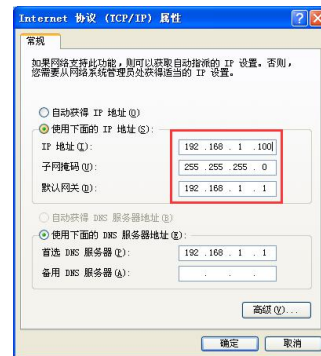 Internet 协议 (TCP/IP) 属性
常规
如果网络支持此功能，则可以获取自动指派的 IP 设置。否则，
您需要从网络系统管理员处获得适当的 IP 设置。
自动获得 IP 地址(O)
使用下面的 IP 地址(S):
IP 地址(I): 192 .168 . 1 .100
子网掩码(U): 255 .255 .255 . 0
默认网关(D): 192 .168 . 1 . 1
自动获得 DNS 服务器地址(B)
使用下面的 DNS 服务器地址(E):
首选 DNS 服务器(P): 192 .168 . 1 . 1
备用 DNS 服务器(A): . . .
高级(V)...
确定 取消